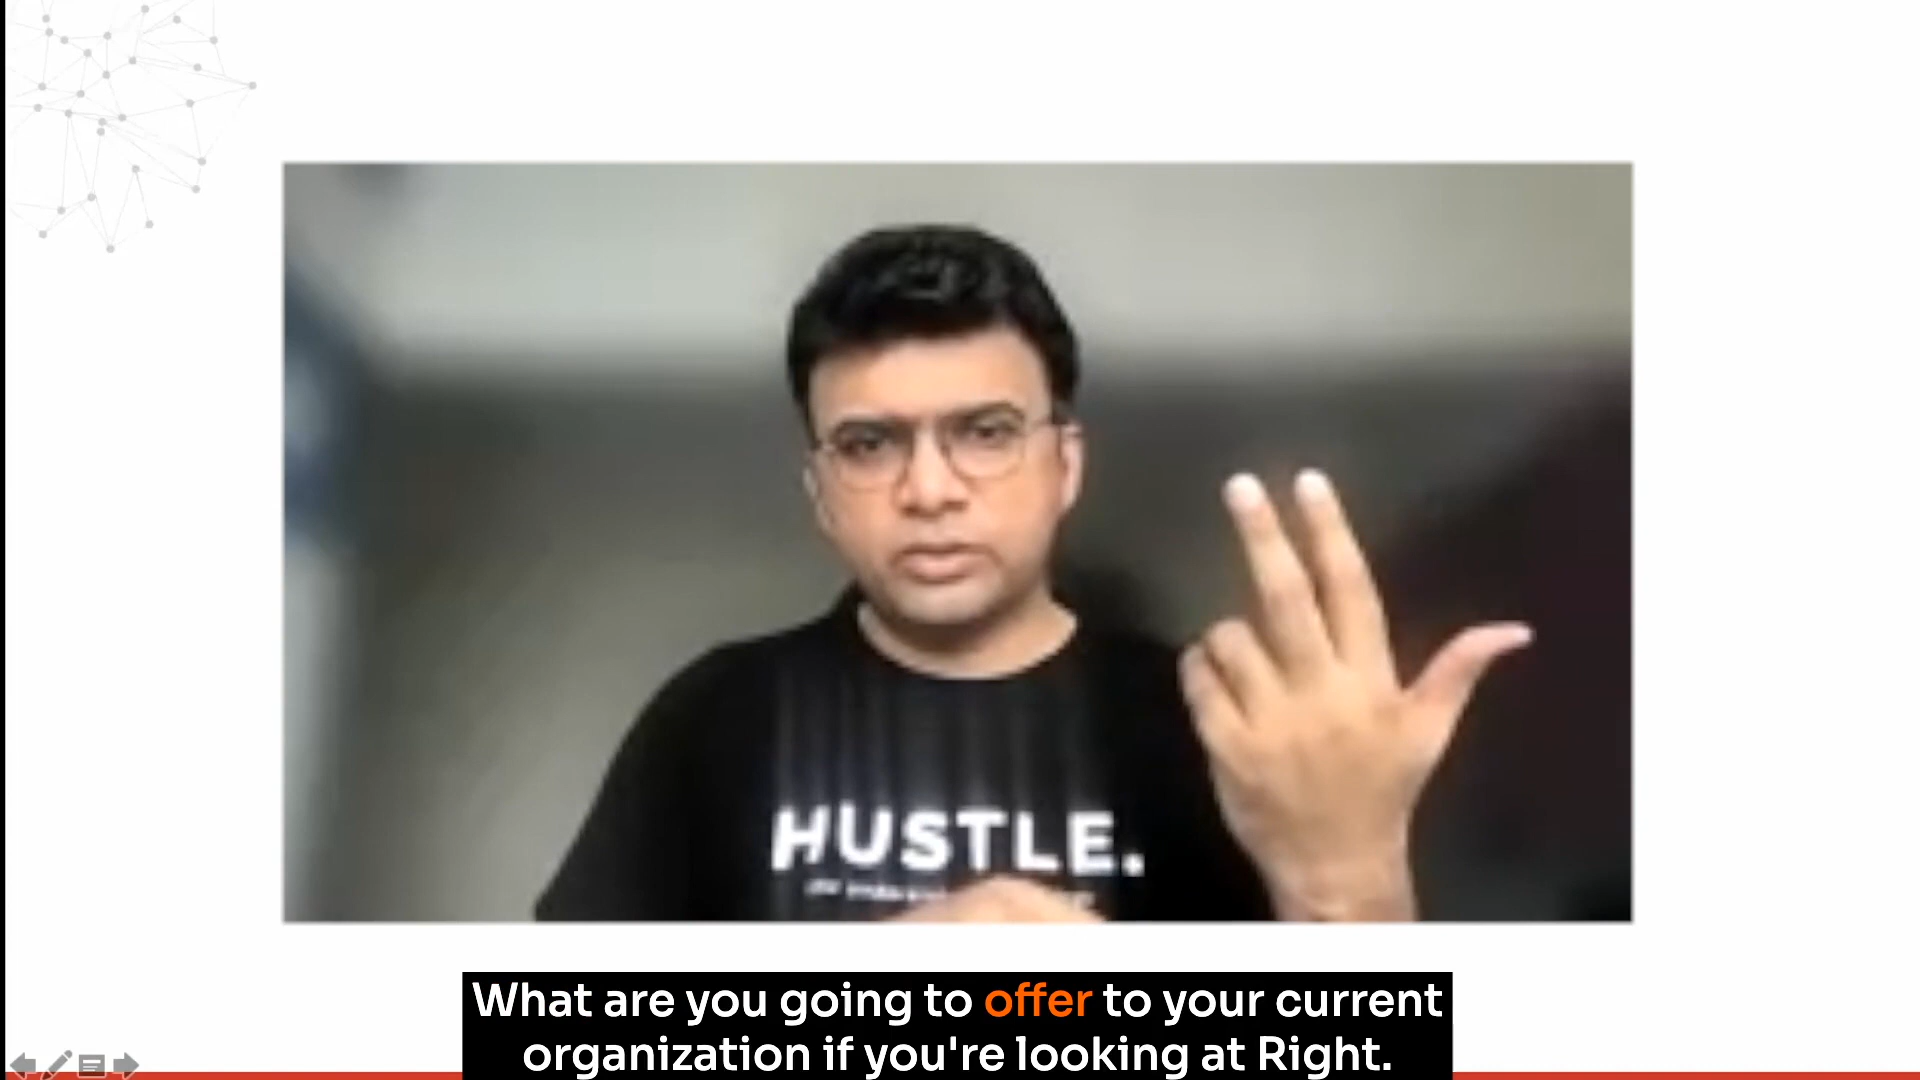 HUSTLE.
What are you going to offer to your current
organization if you're looking at Right.